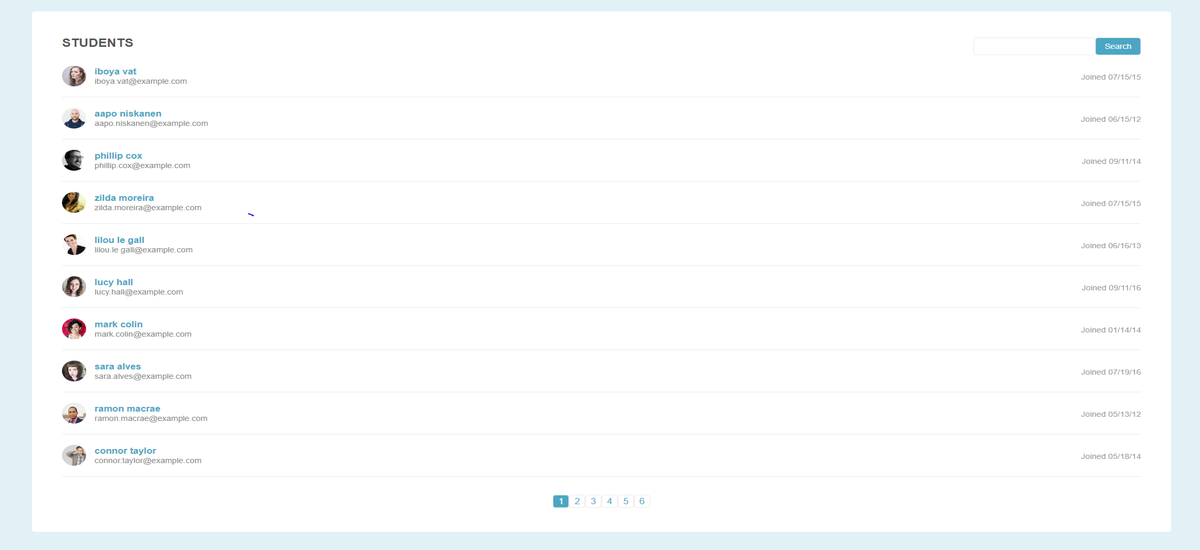 STUDENTS
Search
iboya vat
iboya.vat@example.com
Joined 07/15/15
aapo niskanen
aapo.niskanen@example.com
Joined 06/15/12
phillip cox
phillip.cox@example.com
Joined 09/11/14
zilda moreira
zilda.moreira@example.com
Joined 07/15/15
lilou le gall
lilou.le gall@example.com
Joined 06/16/13
lucy hall
lucy.hall@example.com
Joined 09/11/16
mark colin
mark.colin@example.com
Joined 01/14/14
sara alves
sara.alves@example.com
Joined 07/19/16
ramon macrae
ramon.macrae@example.com
Joined 05/13/12
connor taylor
connor.taylor@example.com
Joined 05/18/14
1 2 3 4 5 6